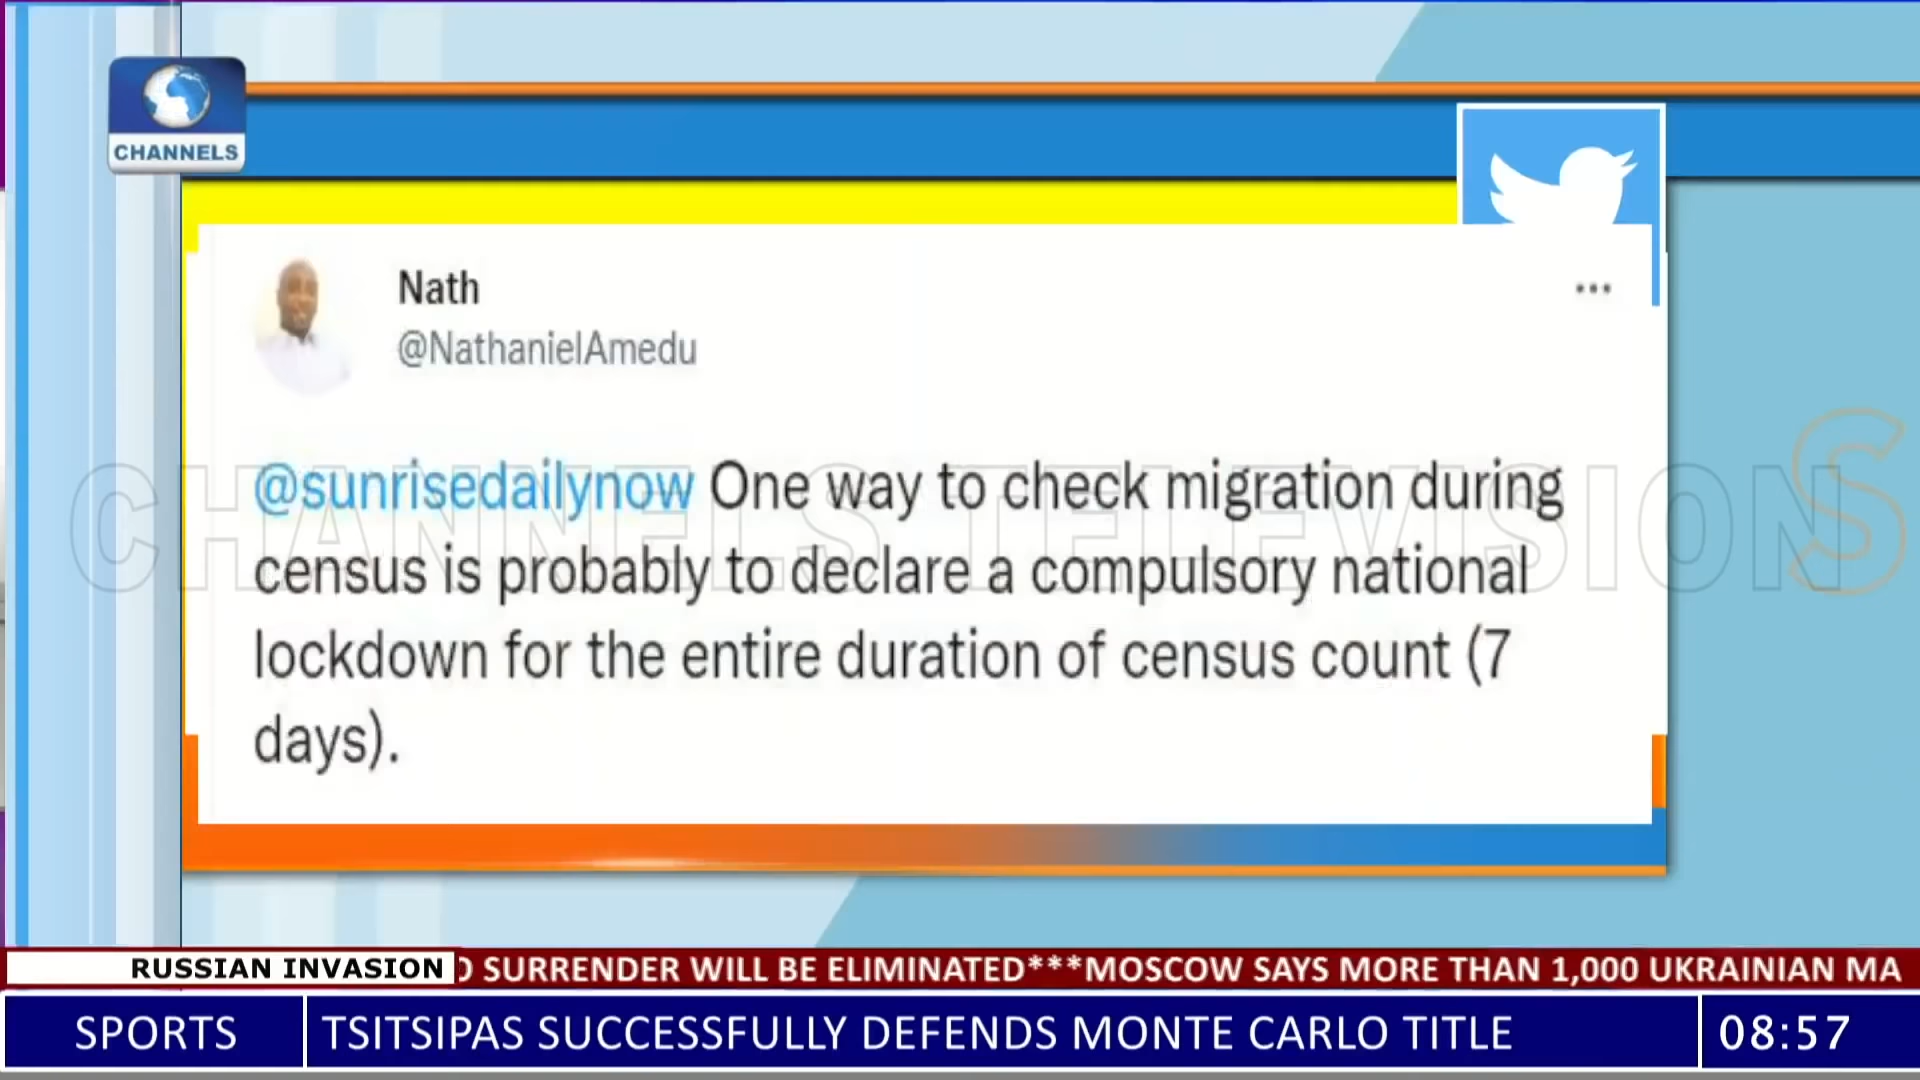 CHANNELS
Nath
@NathanielAmedu
@sunrisedailynow One way to check migration during
census is probably to declare a compulsory national
lockdown for the entire duration of census count (7
days).
CHANNELS TELEVISION
S
RUSSIAN INVASION
SURRENDER WILL BE ELIMINATED***MOSCOW SAYS MORE THAN 1,000 UKRAINIAN MA
SPORTS
TSITSIPAS SUCCESSFULLY DEFENDS MONTE CARLO TITLE
08:57